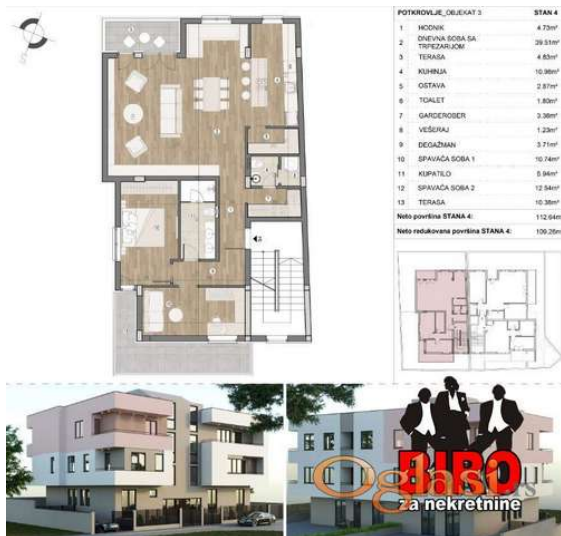 POTKROVLJE_OBJEKAT 3 STAN 4
1 HODNIK 4.73m²
2 DNEVNA SOBA SA TRPEZARIJOM 39.51m²
3 TERASA 4.83m²
4 KUHINJA 10.98m²
5 OSTAVA 2.87m²
6 TOALET 1.80m²
7 GARDEROBER 3.38m²
8 VEŠERAJ 1.23m²
9 DEGAŽMAN 3.71m²
10 SPAVAĆA SOBA 1 10.74m²
11 KUPATILO 5.94m²
12 SPAVAĆA SOBA 2 12.54m²
13 TERASA 10.38m²
Neto površina STANA 4: 112.64m²
Neto redukovana površina STANA 4: 109.26m²
BIRO
Oglasi.rs
za nekretnine